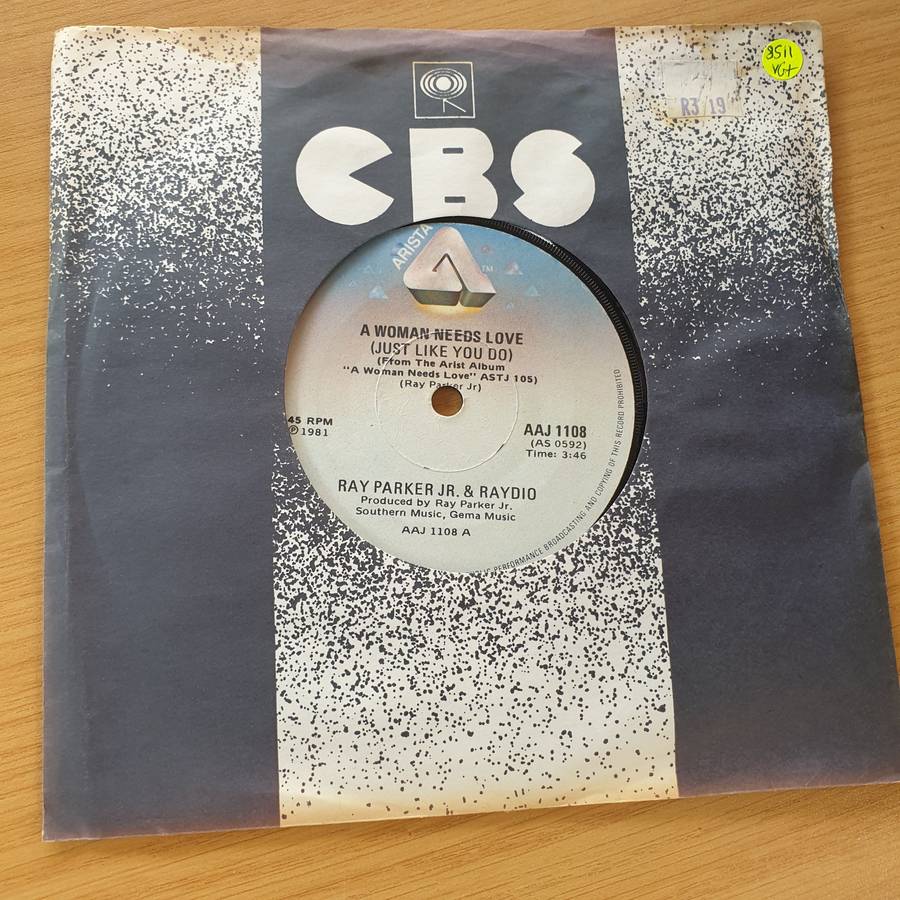 8511
VG+
R3 19
CBS
ARISTA
TM
A WOMAN NEEDS LOVE
(JUST LIKE YOU DO)
(From The Arist Album
"A Woman Needs Love" ASTJ 105)
(Ray Parker Jr)
45 RPM
℗ 1981
AAJ 1108
(AS 0592)
Time: 3:46
RAY PARKER JR. & RAYDIO
Produced by Ray Parker Jr.
Southern Music, Gema Music
AAJ 1108 A
PERFORMANCE BROADCASTING AND COPYING OF THIS RECORD PROHIBITED